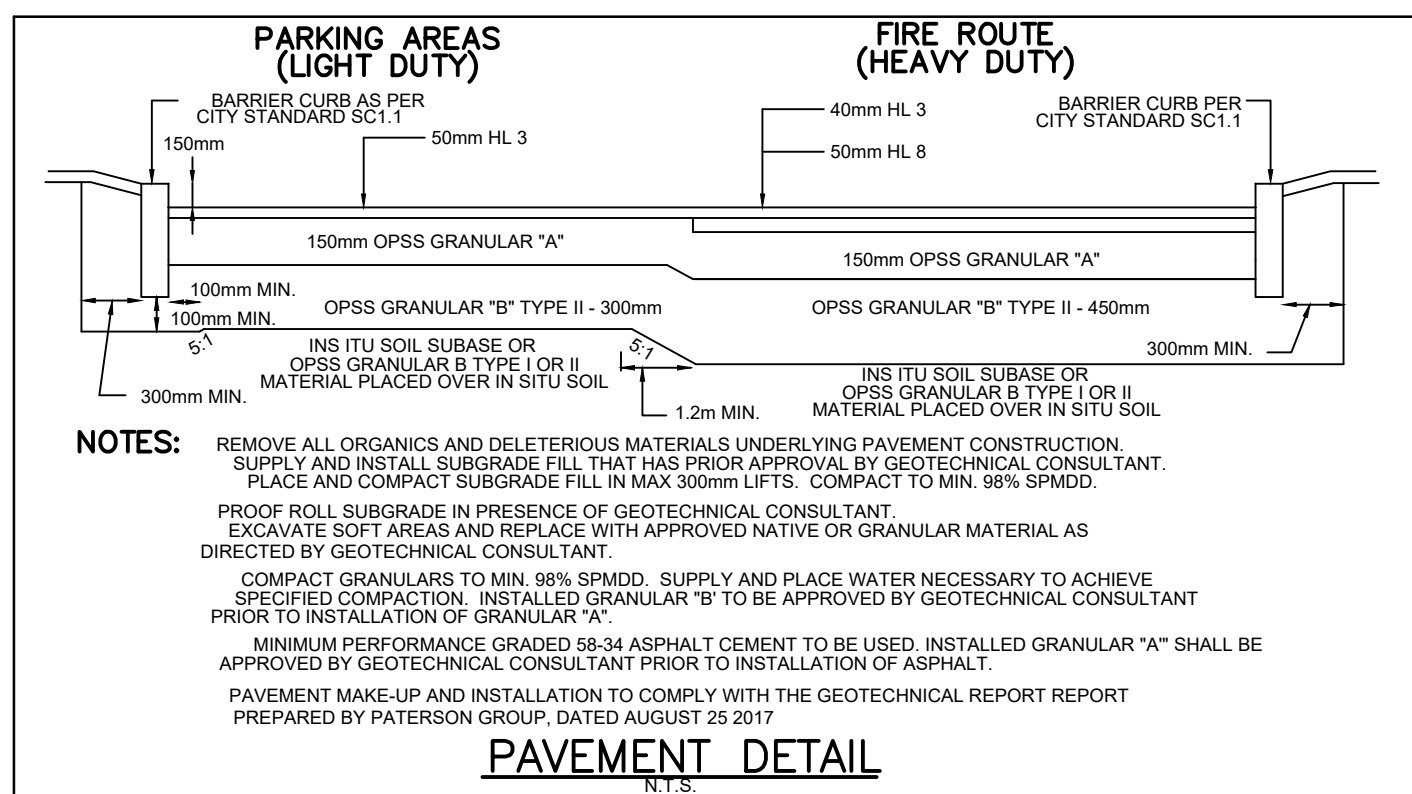 PARKING AREAS
(LIGHT DUTY)
FIRE ROUTE
(HEAVY DUTY)
BARRIER CURB AS PER
CITY STANDARD SC1.1
150mm
50mm HL 3
40mm HL 3
50mm HL 8
BARRIER CURB PER
CITY STANDARD SC1.1
150mm OPSS GRANULAR "A"
150mm OPSS GRANULAR "A"
100mm MIN.
100mm MIN.
OPSS GRANULAR "B" TYPE II - 300mm
OPSS GRANULAR "B" TYPE II - 450mm
5:1
INS ITU SOIL SUBASE OR
OPSS GRANULAR B TYPE I OR II
MATERIAL PLACED OVER IN SITU SOIL
5:1
300mm MIN.
300mm MIN.
1.2m MIN.
INS ITU SOIL SUBASE OR
OPSS GRANULAR B TYPE I OR II
MATERIAL PLACED OVER IN SITU SOIL
NOTES:
REMOVE ALL ORGANICS AND DELETERIOUS MATERIALS UNDERLYING PAVEMENT CONSTRUCTION.
SUPPLY AND INSTALL SUBGRADE FILL THAT HAS PRIOR APPROVAL BY GEOTECHNICAL CONSULTANT.
PLACE AND COMPACT SUBGRADE FILL IN MAX 300mm LIFTS. COMPACT TO MIN. 98% SPMDD.
PROOF ROLL SUBGRADE IN PRESENCE OF GEOTECHNICAL CONSULTANT.
EXCAVATE SOFT AREAS AND REPLACE WITH APPROVED NATIVE OR GRANULAR MATERIAL AS
DIRECTED BY GEOTECHNICAL CONSULTANT.
COMPACT GRANULARS TO MIN. 98% SPMDD. SUPPLY AND PLACE WATER NECESSARY TO ACHIEVE
SPECIFIED COMPACTION. INSTALLED GRANULAR "B' TO BE APPROVED BY GEOTECHNICAL CONSULTANT
PRIOR TO INSTALLATION OF GRANULAR "A".
MINIMUM PERFORMANCE GRADED 58-34 ASPHALT CEMENT TO BE USED. INSTALLED GRANULAR "A'" SHALL BE
APPROVED BY GEOTECHNICAL CONSULTANT PRIOR TO INSTALLATION OF ASPHALT.
PAVEMENT MAKE-UP AND INSTALLATION TO COMPLY WITH THE GEOTECHNICAL REPORT REPORT
PREPARED BY PATERSON GROUP, DATED AUGUST 25 2017
PAVEMENT DETAIL
N.T.S.